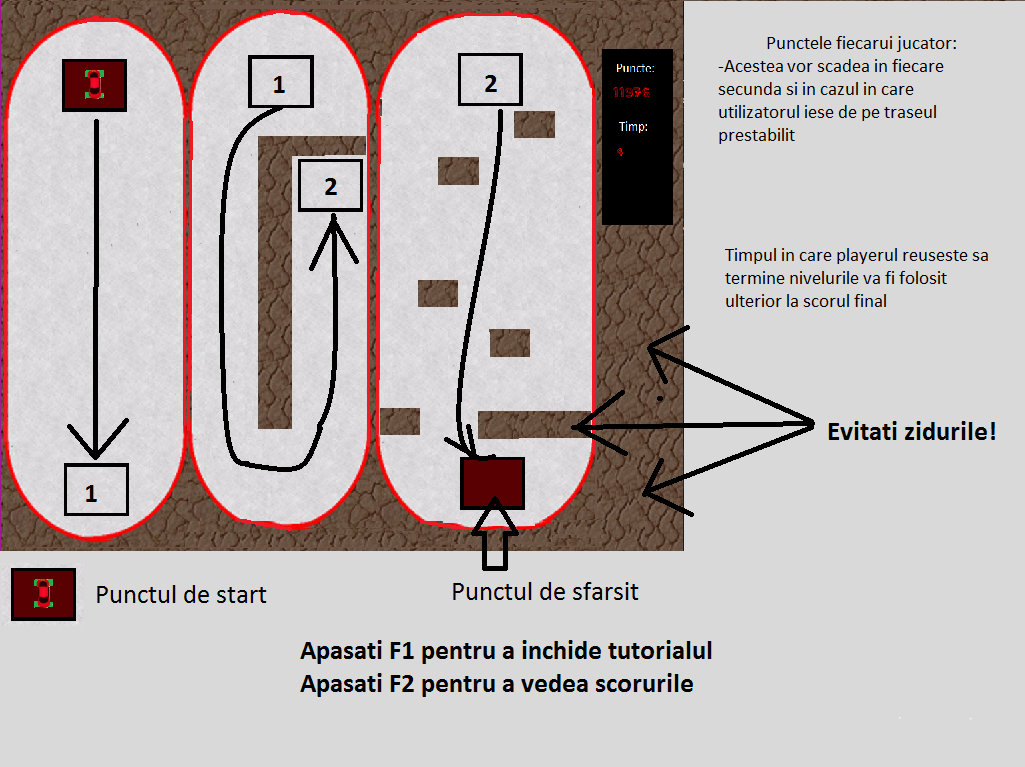 1
2
Puncte:
Timp:
4
2
1
Punctele fiecarui jucator:
-Acestea vor scadea in fiecare
secunda si in cazul in care
utilizatorul iese de pe traseul
prestabilit
Timpul in care playerul reuseste sa
termine nivelurile va fi folosit
ulterior la scorul final
Evitati zidurile!
Punctul de start
Punctul de sfarsit
Apasati F1 pentru a inchide tutorialul
Apasati F2 pentru a vedea scorurile